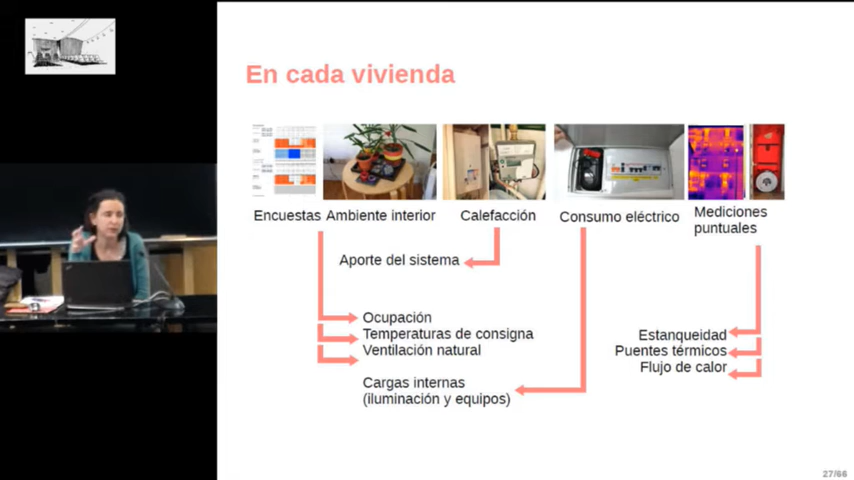 En cada vivienda
Encuestas Ambiente interior Calefacción Consumo eléctrico Mediciones puntuales
Aporte del sistema
Ocupación
Temperaturas de consigna
Ventilación natural
Cargas internas
(iluminación y equipos)
Estanqueidad
Puentes térmicos
Flujo de calor
27/66